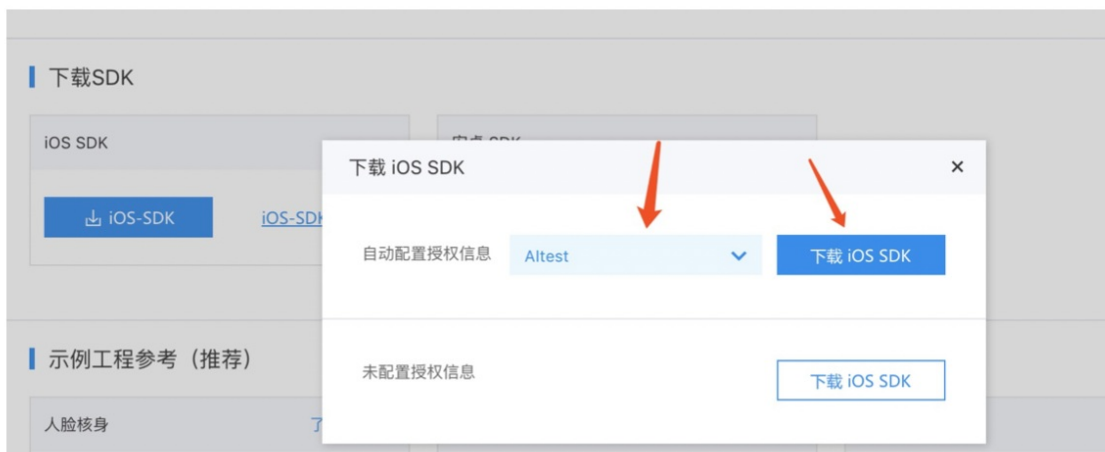 下载SDK
iOS SDK
下载 iOS SDK
iOS-SDK
iOS-SDK
自动配置授权信息
AItest
下载 iOS SDK
示例工程参考（推荐）
未配置授权信息
下载 iOS SDK
人脸核身